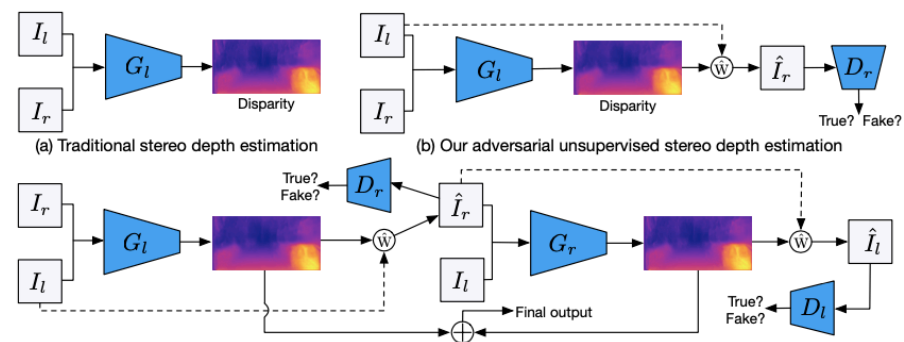 I_l
G_l
I_r
Disparity
(a) Traditional stereo depth estimation
I_l
G_l
I_r
Disparity
ŵ
Î_r
D_r
True? Fake?
(b) Our adversarial unsupervised stereo depth estimation
I_r
G_l
I_l
ŵ
True?
Fake?
D_r
Î_r
I_l
G_r
ŵ
Î_l
True?
Fake?
D_l
Final output